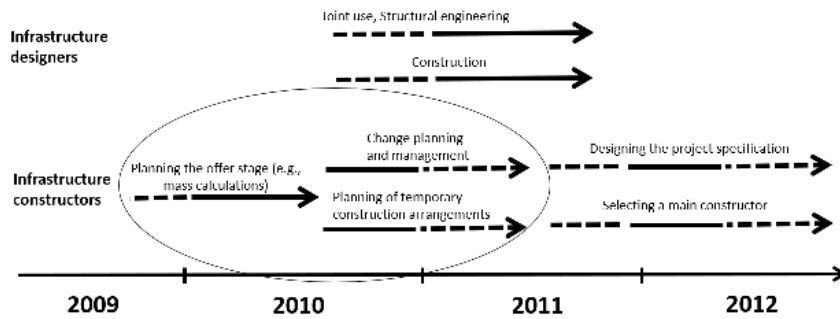 Joint use, Structural engineering
Infrastructure
designers
Construction
Change planning
and management
Designing the project specification
Planning the offer stage (e.g.,
mass calculations)
Infrastructure
constructors
Planning of temporary
construction arrangements
Selecting a main constructor
2009
2010
2011
2012